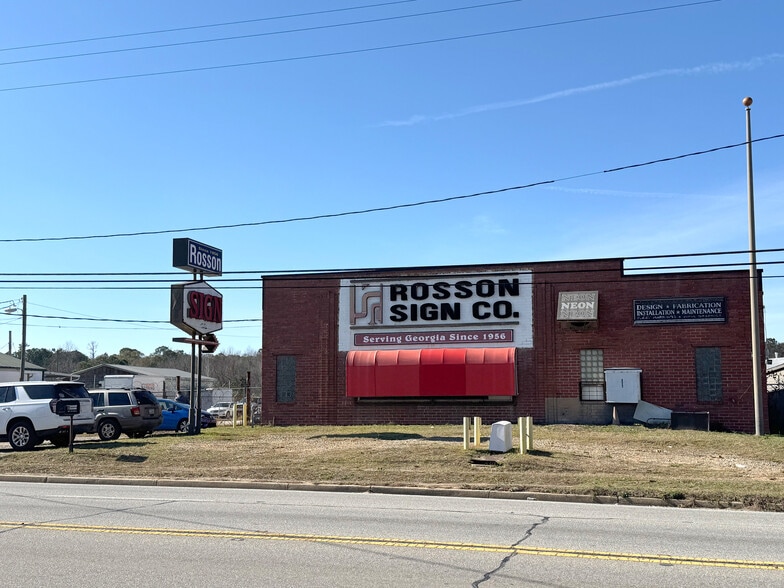 Rosson
SIGN
ROSSON
SIGN CO.
Serving Georgia Since 1956
NEON
DESIGN • FABRICATION
INSTALLATION • MAINTENANCE